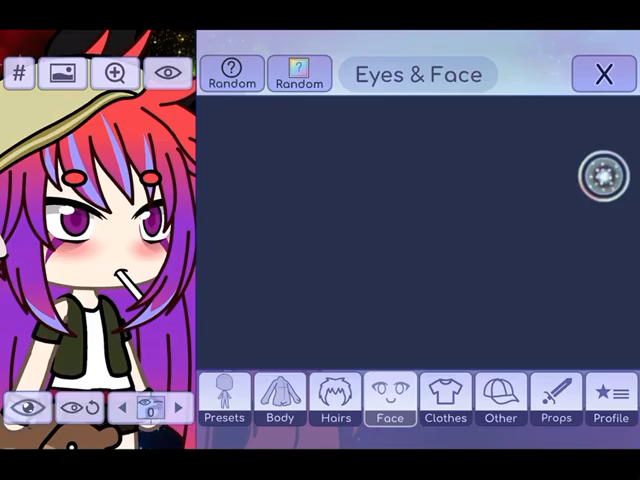 #
?
Random
?
Random
Eyes & Face
X
0
Presets
Body
Hairs
Face
Clothes
Other
Props
Profile